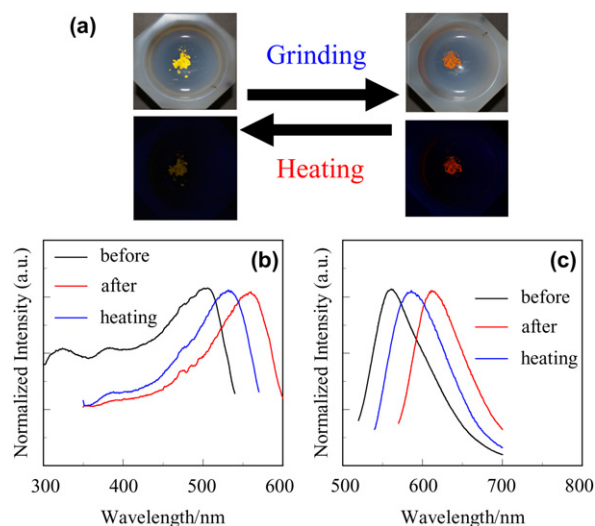 (a)
Grinding
Heating
(b)
before
after
heating
Normalized Intensity (a.u.)
300 400 500 600
Wavelength/nm
(c)
before
after
heating
Normalized Intensity (a.u.)
500 600 700 800
Wavelength/nm